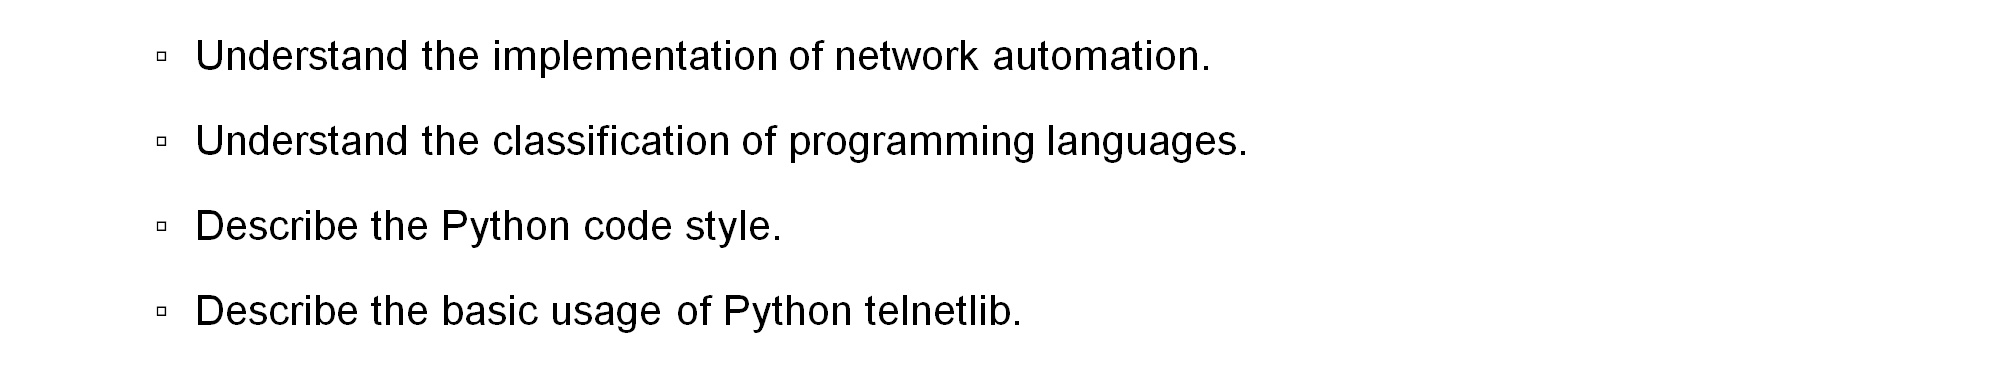 ▫ Understand the implementation of network automation.
▫ Understand the classification of programming languages.
▫ Describe the Python code style.
▫ Describe the basic usage of Python telnetlib.